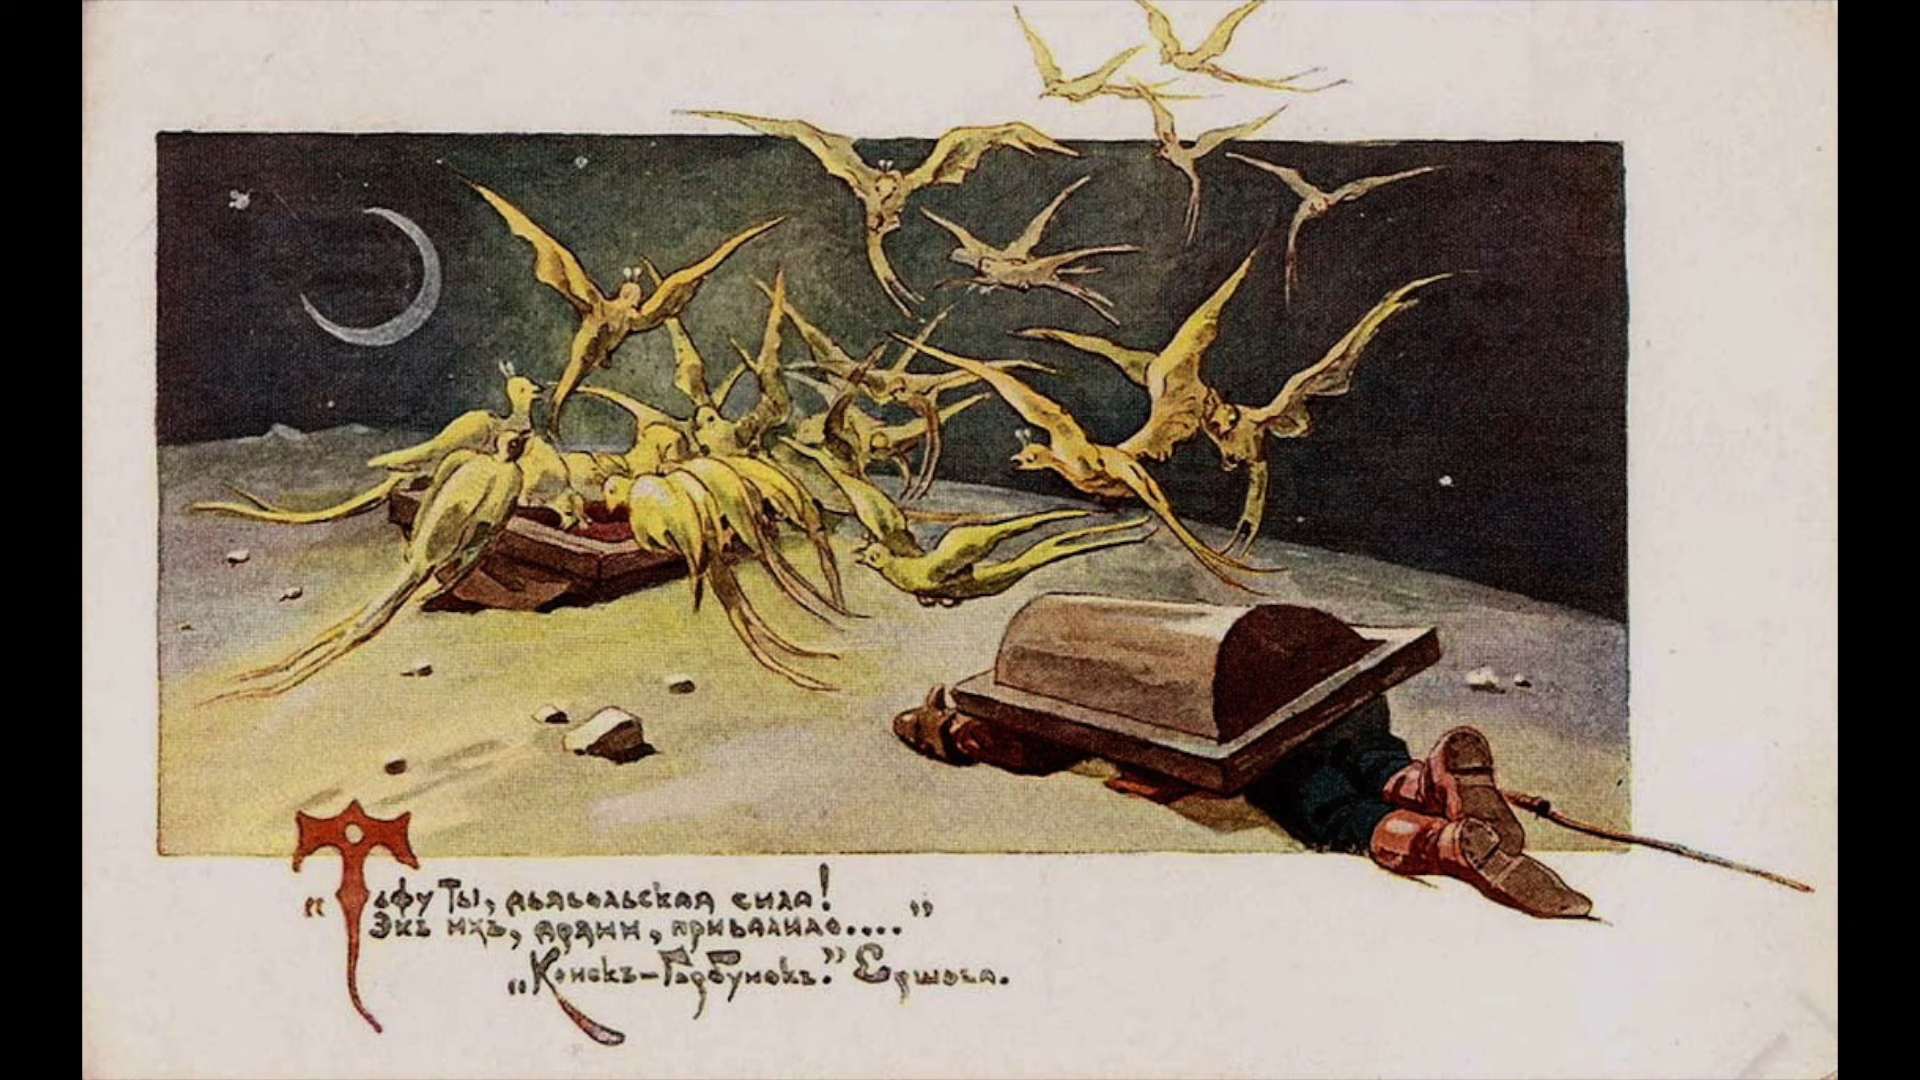 „Тьфу ты, дьявольская сила!
Экъ ихъ, дряни, привалило....”
„Конекъ-Горбунокъ.” Ершова.